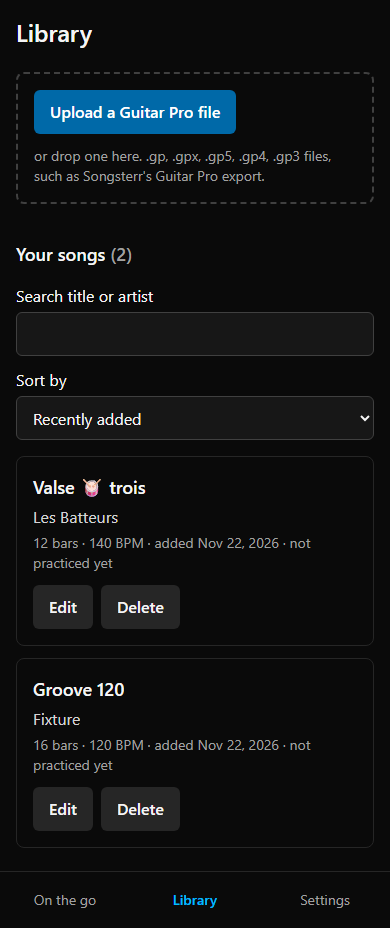 Library
Upload a Guitar Pro file
or drop one here. .gp, .gpx, .gp5, .gp4, .gp3 files,
such as Songsterr's Guitar Pro export.
Your songs (2)
Search title or artist
Sort by
Recently added
Valse 🥁 trois
Les Batteurs
12 bars · 140 BPM · added Nov 22, 2026 · not
practiced yet
Edit Delete
Groove 120
Fixture
16 bars · 120 BPM · added Nov 22, 2026 · not
practiced yet
Edit Delete
On the go Library Settings